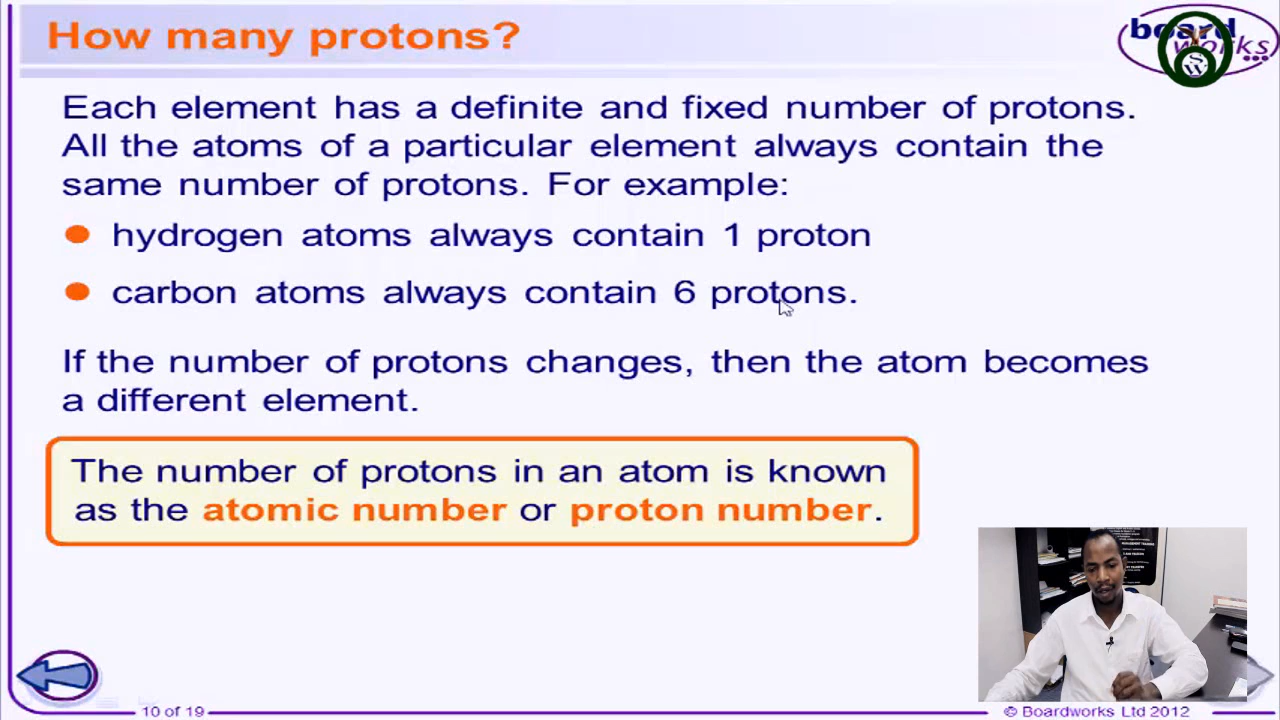 How many protons?
board
works
SW
Each element has a definite and fixed number of protons.
All the atoms of a particular element always contain the
same number of protons. For example:
hydrogen atoms always contain 1 proton
carbon atoms always contain 6 protons.
If the number of protons changes, then the atom becomes
a different element.
The number of protons in an atom is known
as the atomic number or proton number.
10 of 19
© Boardworks Ltd 2012